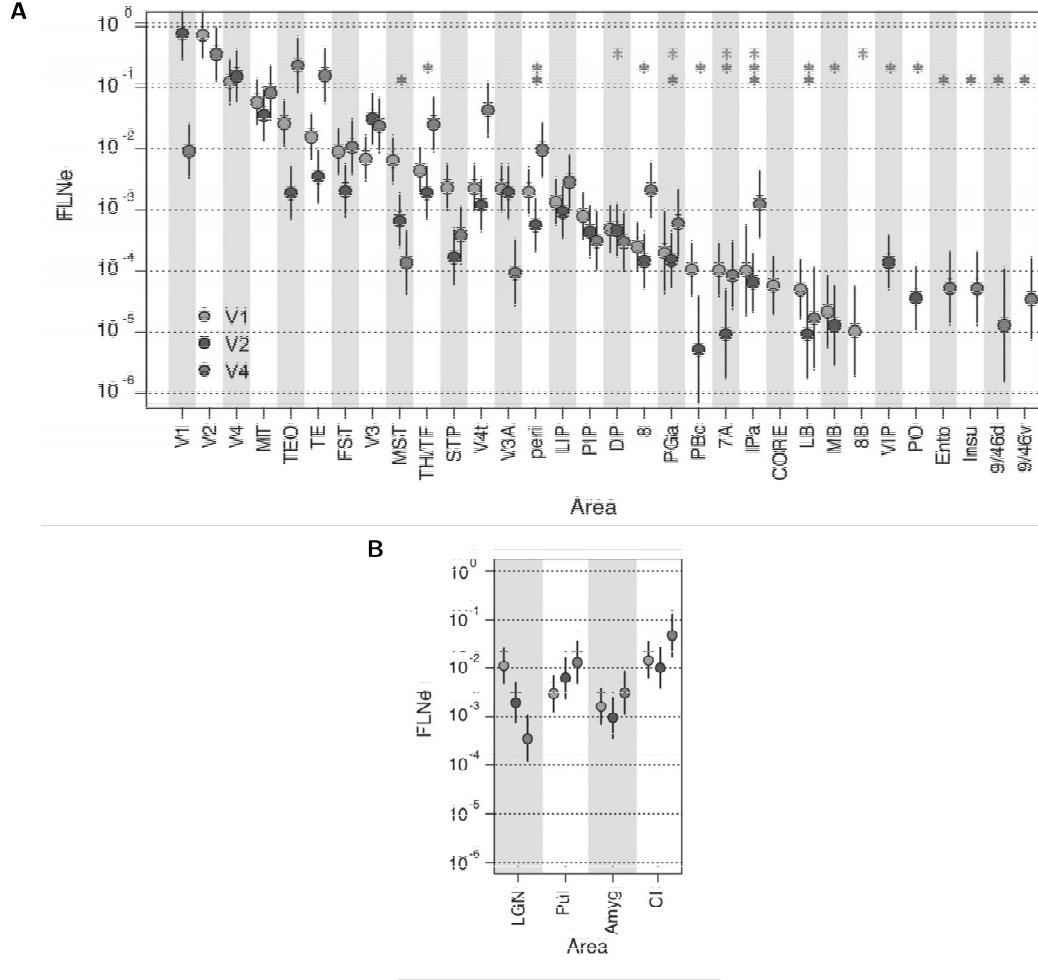 A
10^0
10^-1
10^-2
10^-3
10^-4
10^-5
10^-6
FLNe
V1
V2
V4
V1 V2 V4 MT TEO TE FST V3 MST TH/TF STP V4t V3A peri LIP PIP DP 8 PGa PBc 7A IPa CORE LB MB 8B VIP PO Ento Insu 9/46d 9/46v
Area
B
10^0
10^-1
10^-2
10^-3
10^-4
10^-5
10^-6
FLNe
LGN Pul Amyg Cl
Area